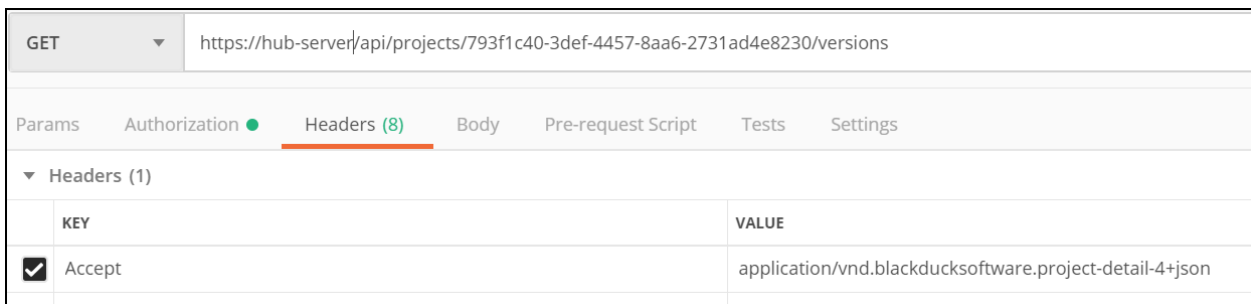 GET https://hub-server/api/projects/793f1c40-3def-4457-8aa6-2731ad4e8230/versions
Params Authorization Headers (8) Body Pre-request Script Tests Settings
Headers (1)
KEY VALUE
Accept application/vnd.blackducksoftware.project-detail-4+json